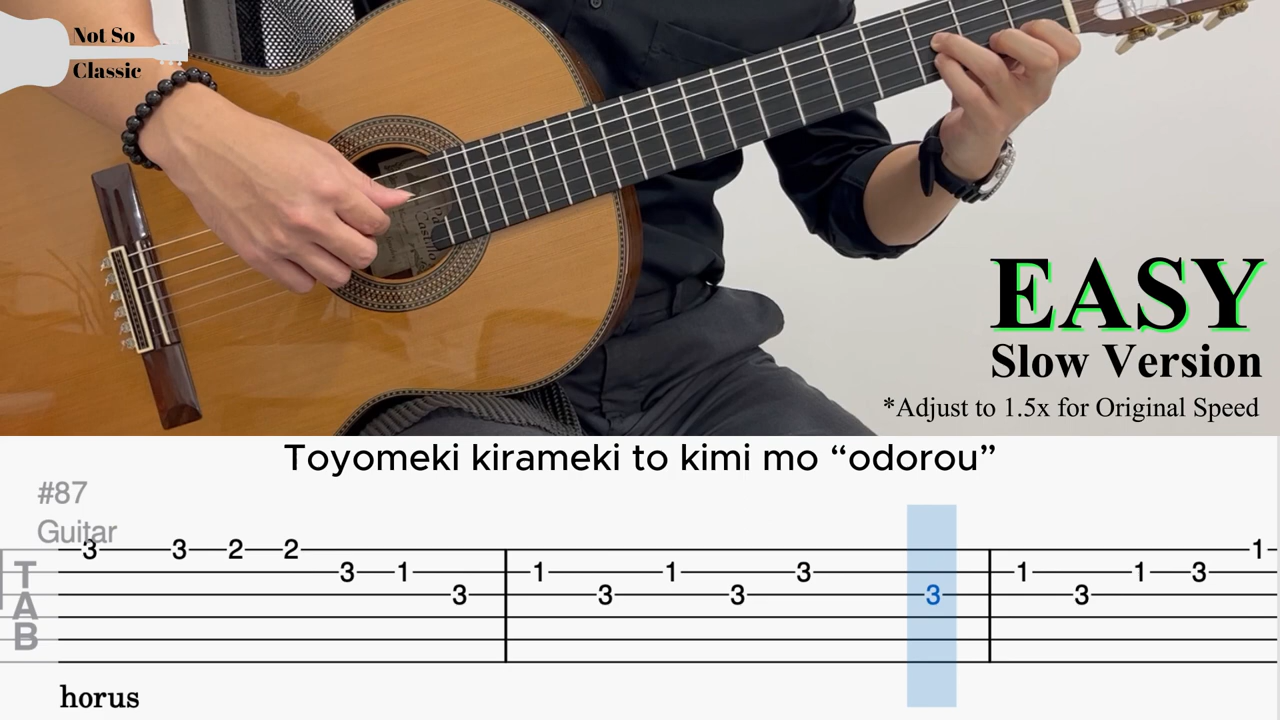 Not So
Classic
EASY
Slow Version
*Adjust to 1.5x for Original Speed
Toyomeki kirameki to kimi mo “odorou”
#87
Guitar
T
A
B
3 3 2 2 1
3 1 1 1 3 1 1 3
3 3 3 3 3
horus